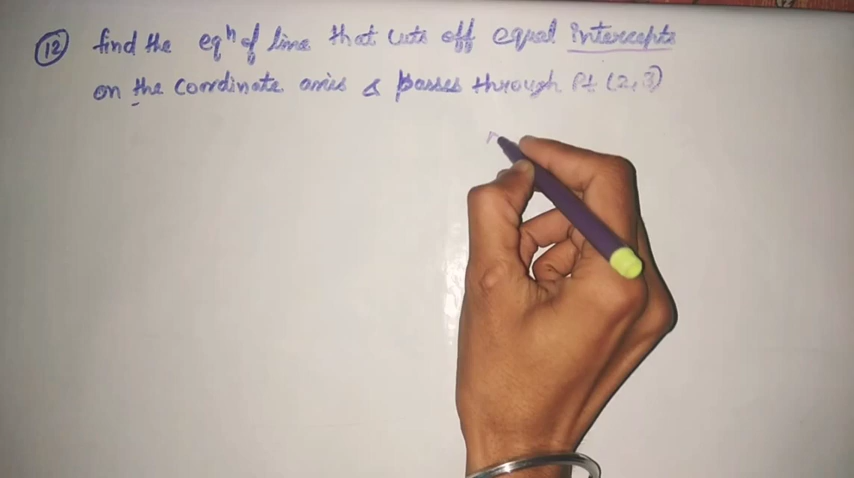 12 find the eqn of line that cuts off equal intercepts
on the coordinate axies & passes through Pt (2,3)